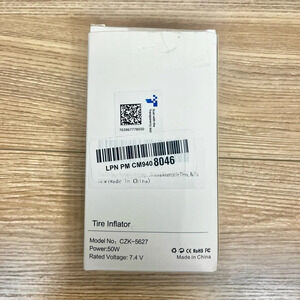 LPN PM CM940 8046
New(Made In China)
Tire Inflator
Model No: CZK-5627
Power:50W
Rated Voltage: 7.4 V
Made In China